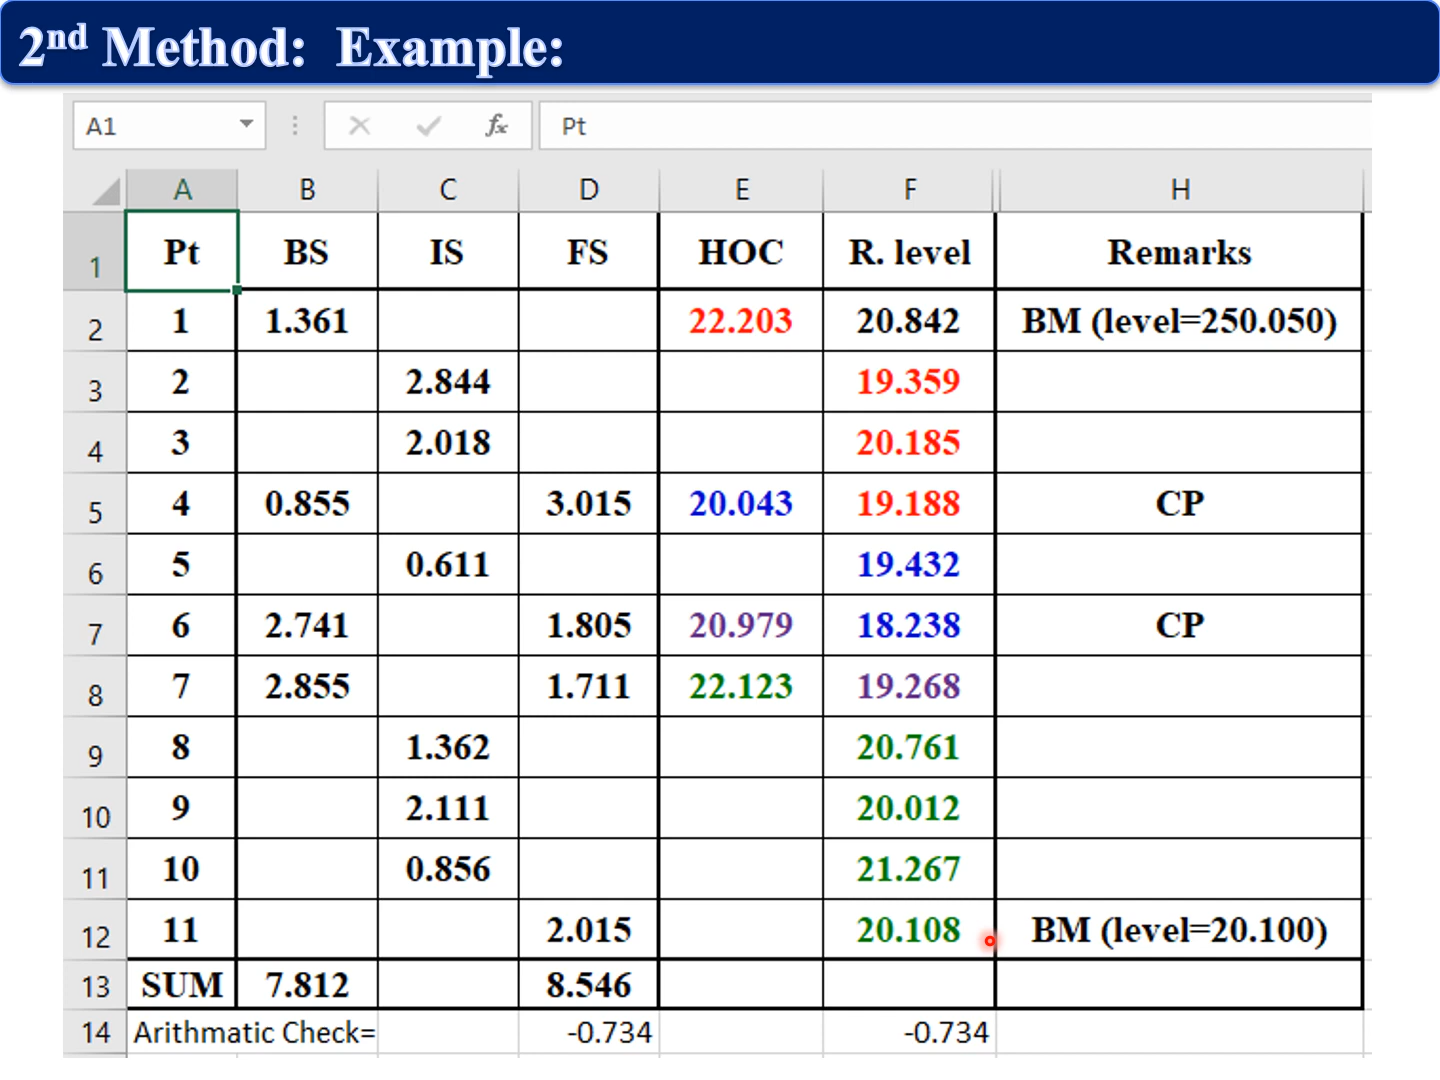 2nd Method: Example:
A1 fx Pt
A B C D E F H
1 Pt BS IS FS HOC R. level Remarks
2 1 1.361 22.203 20.842 BM (level=250.050)
3 2 2.844 19.359
4 3 2.018 20.185
5 4 0.855 3.015 20.043 19.188 CP
6 5 0.611 19.432
7 6 2.741 1.805 20.979 18.238 CP
8 7 2.855 1.711 22.123 19.268
9 8 1.362 20.761
10 9 2.111 20.012
11 10 0.856 21.267
12 11 2.015 20.108 BM (level=20.100)
13 SUM 7.812 8.546
14 Arithmatic Check= -0.734 -0.734